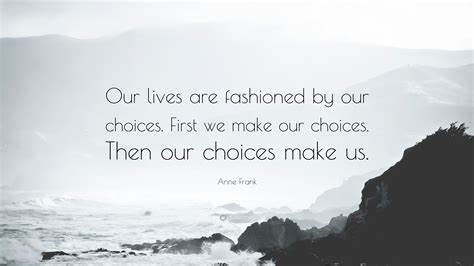 Our lives are fashioned by our
choices. First we make our choices.
Then our choices make us.
Anne Frank